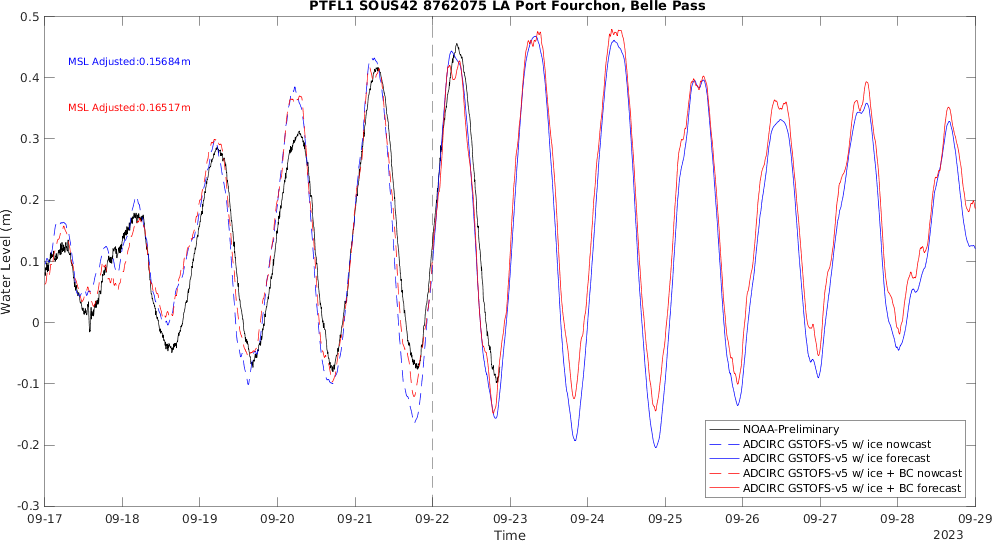 PTFL1 SOUS42 8762075 LA Port Fourchon, Belle Pass
0.5
0.4
0.3
0.2
0.1
0
-0.1
-0.2
-0.3
Water Level (m)
MSL Adjusted:0.15684m
MSL Adjusted:0.16517m
NOAA-Preliminary
ADCIRC GSTOFS-v5 w/ ice nowcast
ADCIRC GSTOFS-v5 w/ ice forecast
ADCIRC GSTOFS-v5 w/ ice + BC nowcast
ADCIRC GSTOFS-v5 w/ ice + BC forecast
09-17 09-18 09-19 09-20 09-21 09-22 09-23 09-24 09-25 09-26 09-27 09-28 09-29
Time
2023